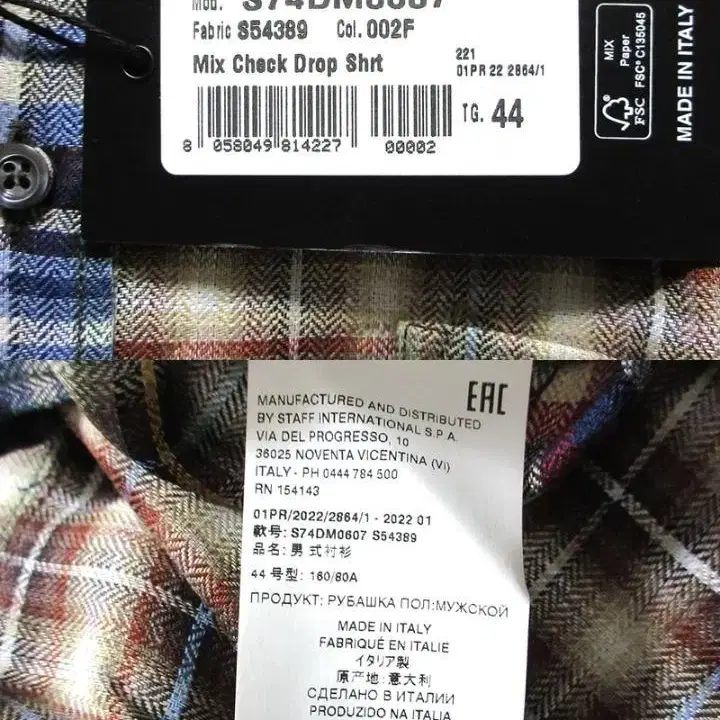 Mod. S74DM0607
Fabric S54389 Col. 002F
Mix Check Drop Shrt
221
01PR 22 2864/1
TG. 44
8 058049 814227 00002
MIX
Paper
FSC® C135045
FSC
MADE IN ITALY
EAC
MANUFACTURED AND DISTRIBUTED
BY STAFF INTERNATIONAL S.P.A.
VIA DEL PROGRESSO, 10
36025 NOVENTA VICENTINA (VI)
ITALY - PH 0444 784 500
RN 154143
01PR/2022/2864/1 - 2022 01
款号: S74DM0607 S54389
品名: 男式衬衫
44 号型: 160/80A
ПРОДУКТ: РУБАШКА ПОЛ:МУЖСКОЙ
MADE IN ITALY
FABRIQUÉ EN ITALIE
イタリア製
原产地: 意大利
СДЕЛАНО В ИТАЛИИ
PRODUZIDO NA ITALIA